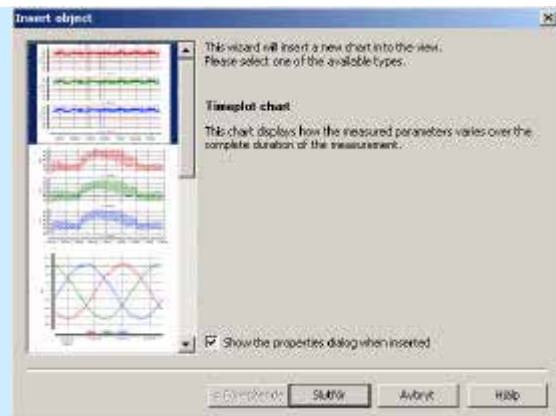 Insert object
This wizard will insert a new chart into the view.
Please select one of the available types.
Timeplot chart
This chart displays how the measured parameters varies over the
complete duration of the measurement.
Show the properties dialog when inserted
Slutför
Avbryt
Hjälp